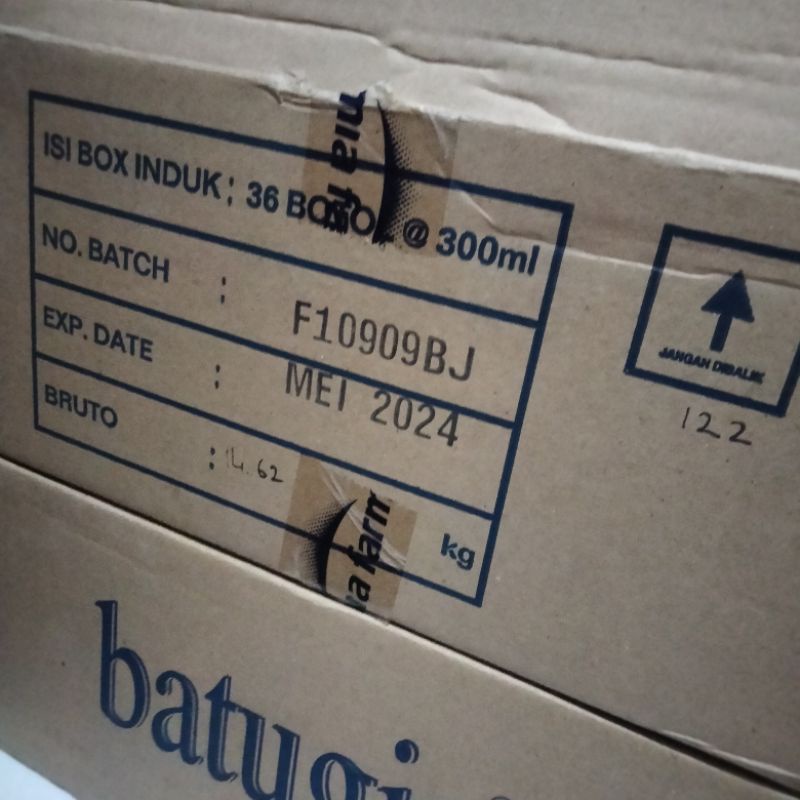 ISI BOX INDUK : 36 BOTOL @ 300ml
NO. BATCH : F10909BJ
EXP. DATE : MEI 2024
BRUTO : 14.62 kg
JANGAN DIBALIK
122
batugi